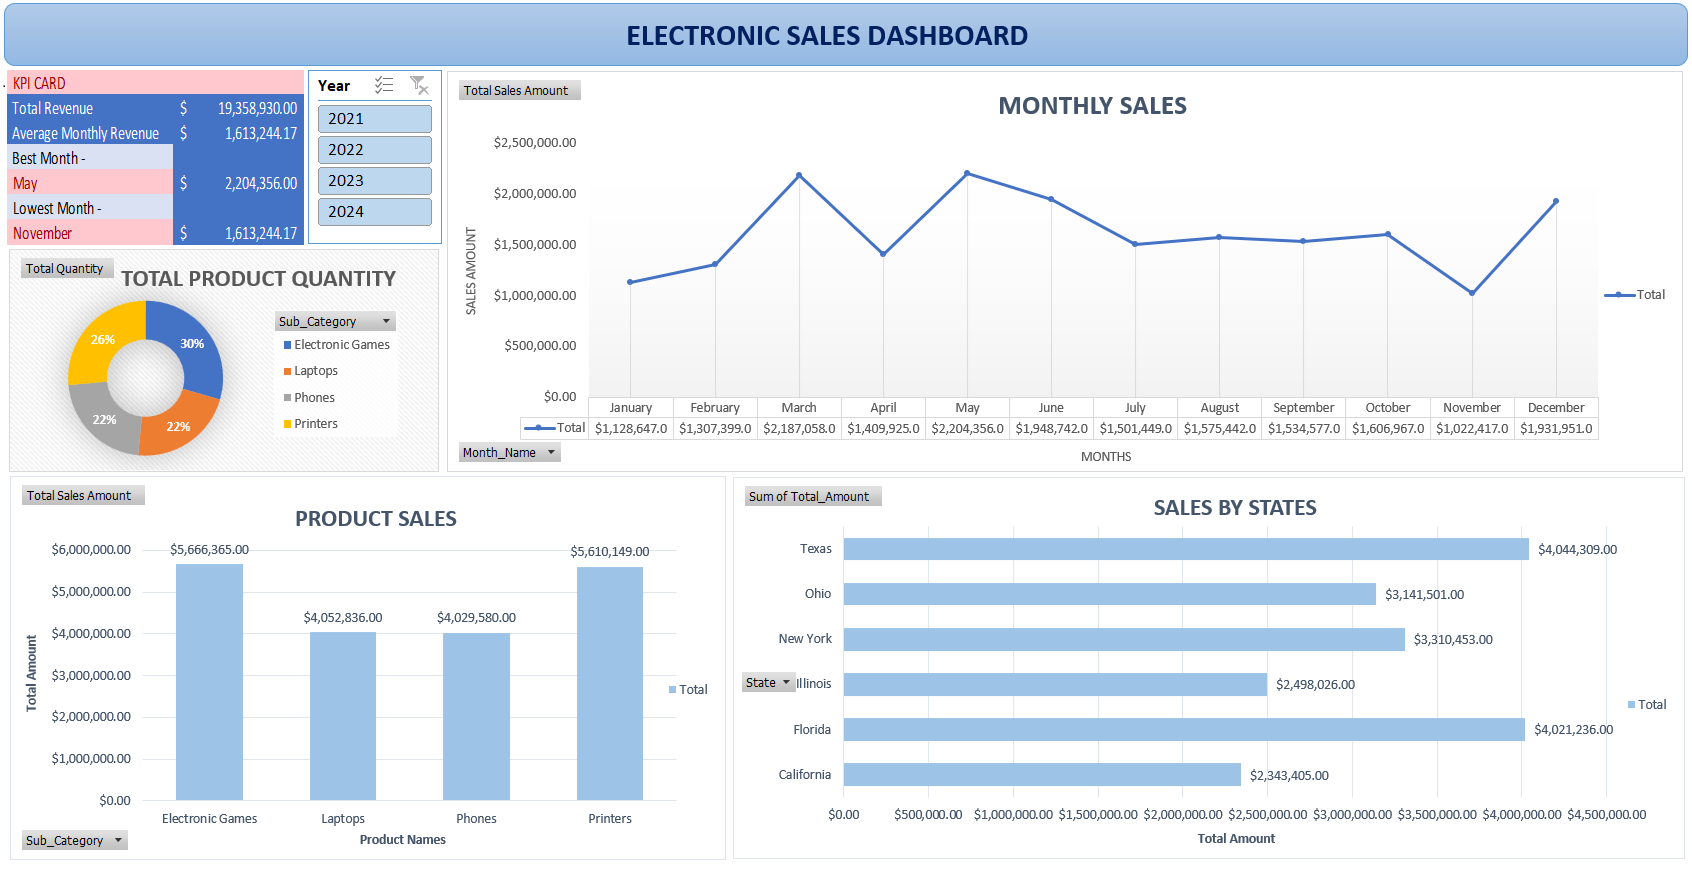 ELECTRONIC SALES DASHBOARD
KPI CARD
Total Revenue $ 19,358,930.00
Average Monthly Revenue $ 1,613,244.17
Best Month -
May $ 2,204,356.00
Lowest Month -
November $ 1,613,244.17
Year
2021
2022
2023
2024
Total Sales Amount
MONTHLY SALES
SALES AMOUNT
$2,500,000.00
$2,000,000.00
$1,500,000.00
$1,000,000.00
$500,000.00
$0.00
January February March April May June July August September October November December
Total $1,128,647.0 $1,307,399.0 $2,187,058.0 $1,409,925.0 $2,204,356.0 $1,948,742.0 $1,501,449.0 $1,575,442.0 $1,534,577.0 $1,606,967.0 $1,022,417.0 $1,931,951.0
Month_Name
MONTHS
Total
Total Quantity
TOTAL PRODUCT QUANTITY
26%
30%
22%
22%
Sub_Category
Electronic Games
Laptops
Phones
Printers
Total Sales Amount
PRODUCT SALES
Total Amount
$6,000,000.00
$5,000,000.00
$4,000,000.00
$3,000,000.00
$2,000,000.00
$1,000,000.00
$0.00
$5,666,365.00
$4,052,836.00
$4,029,580.00
$5,610,149.00
Electronic Games Laptops Phones Printers
Product Names
Sub_Category
Total
Sum of Total_Amount
SALES BY STATES
Texas $4,044,309.00
Ohio $3,141,501.00
New York $3,310,453.00
State
Illinois $2,498,026.00
Florida $4,021,236.00
California $2,343,405.00
$0.00 $500,000.00 $1,000,000.00 $1,500,000.00 $2,000,000.00 $2,500,000.00 $3,000,000.00 $3,500,000.00 $4,000,000.00 $4,500,000.00
Total Amount
Total